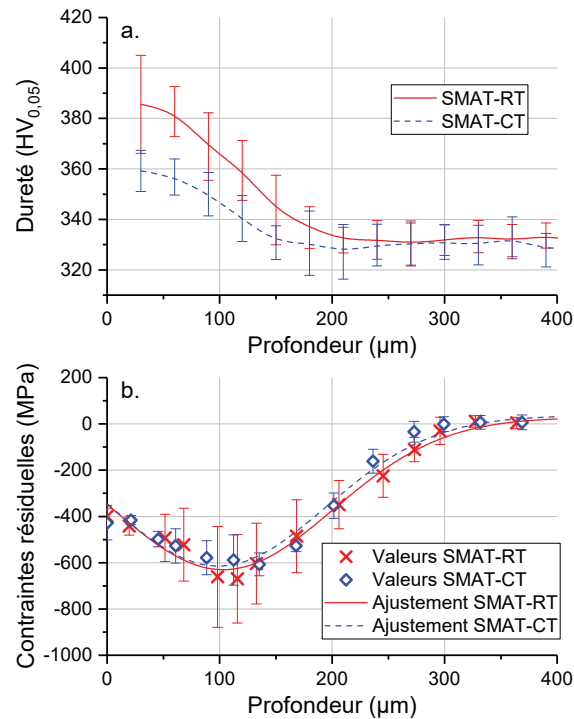 a.
Dureté (HV0,05)
420
400
380
360
340
320
SMAT-RT
SMAT-CT
0 100 200 300 400
Profondeur (µm)
b.
Contraintes résiduelles (MPa)
200
0
-200
-400
-600
-800
-1000
Valeurs SMAT-RT
Valeurs SMAT-CT
Ajustement SMAT-RT
Ajustement SMAT-CT
0 100 200 300 400
Profondeur (µm)